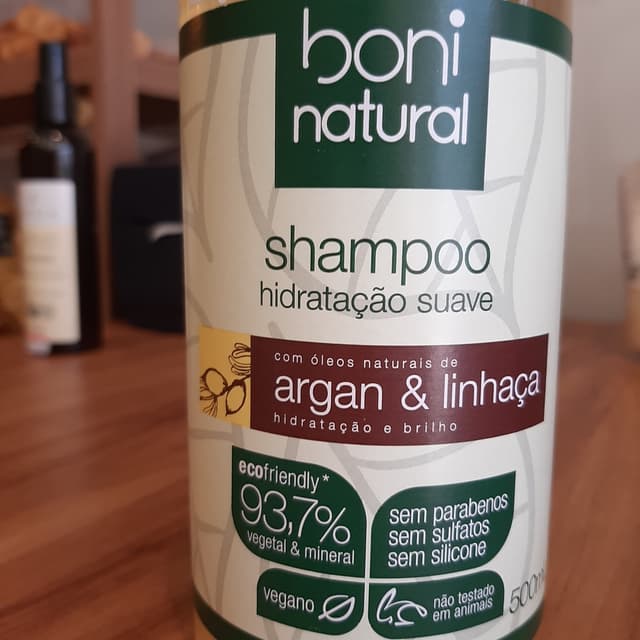 boni
natural
shampoo
hidratação suave
com óleos naturais de
argan & linhaça
hidratação e brilho
ecofriendly*
93,7%
vegetal & mineral
sem parabenos
sem sulfatos
sem silicone
vegano
não testado
em animais